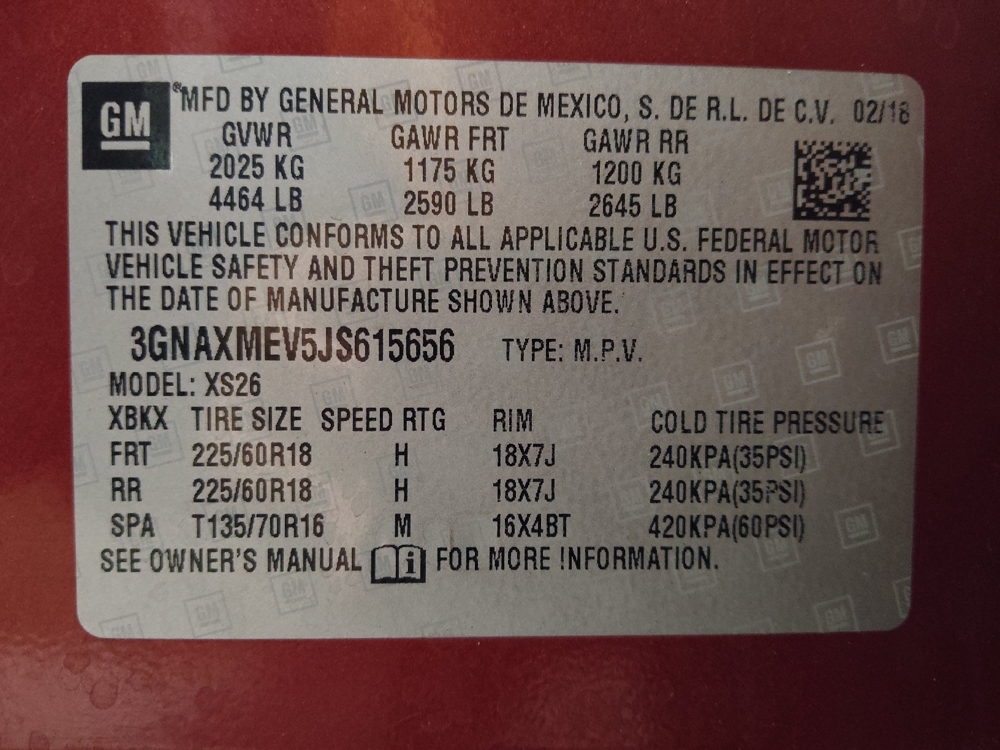 GM ® MFD BY GENERAL MOTORS DE MEXICO, S. DE R.L. DE C.V. 02/18
GVWR GAWR FRT GAWR RR
2025 KG 1175 KG 1200 KG
4464 LB 2590 LB 2645 LB
THIS VEHICLE CONFORMS TO ALL APPLICABLE U.S. FEDERAL MOTOR
VEHICLE SAFETY AND THEFT PREVENTION STANDARDS IN EFFECT ON
THE DATE OF MANUFACTURE SHOWN ABOVE.
3GNAXMEV5JS615656 TYPE: M.P.V.
MODEL: XS26
XBKX TIRE SIZE SPEED RTG RIM COLD TIRE PRESSURE
FRT 225/60R18 H 18X7J 240KPA(35PSI)
RR 225/60R18 H 18X7J 240KPA(35PSI)
SPA T135/70R16 M 16X4BT 420KPA(60PSI)
SEE OWNER'S MANUAL i FOR MORE INFORMATION.